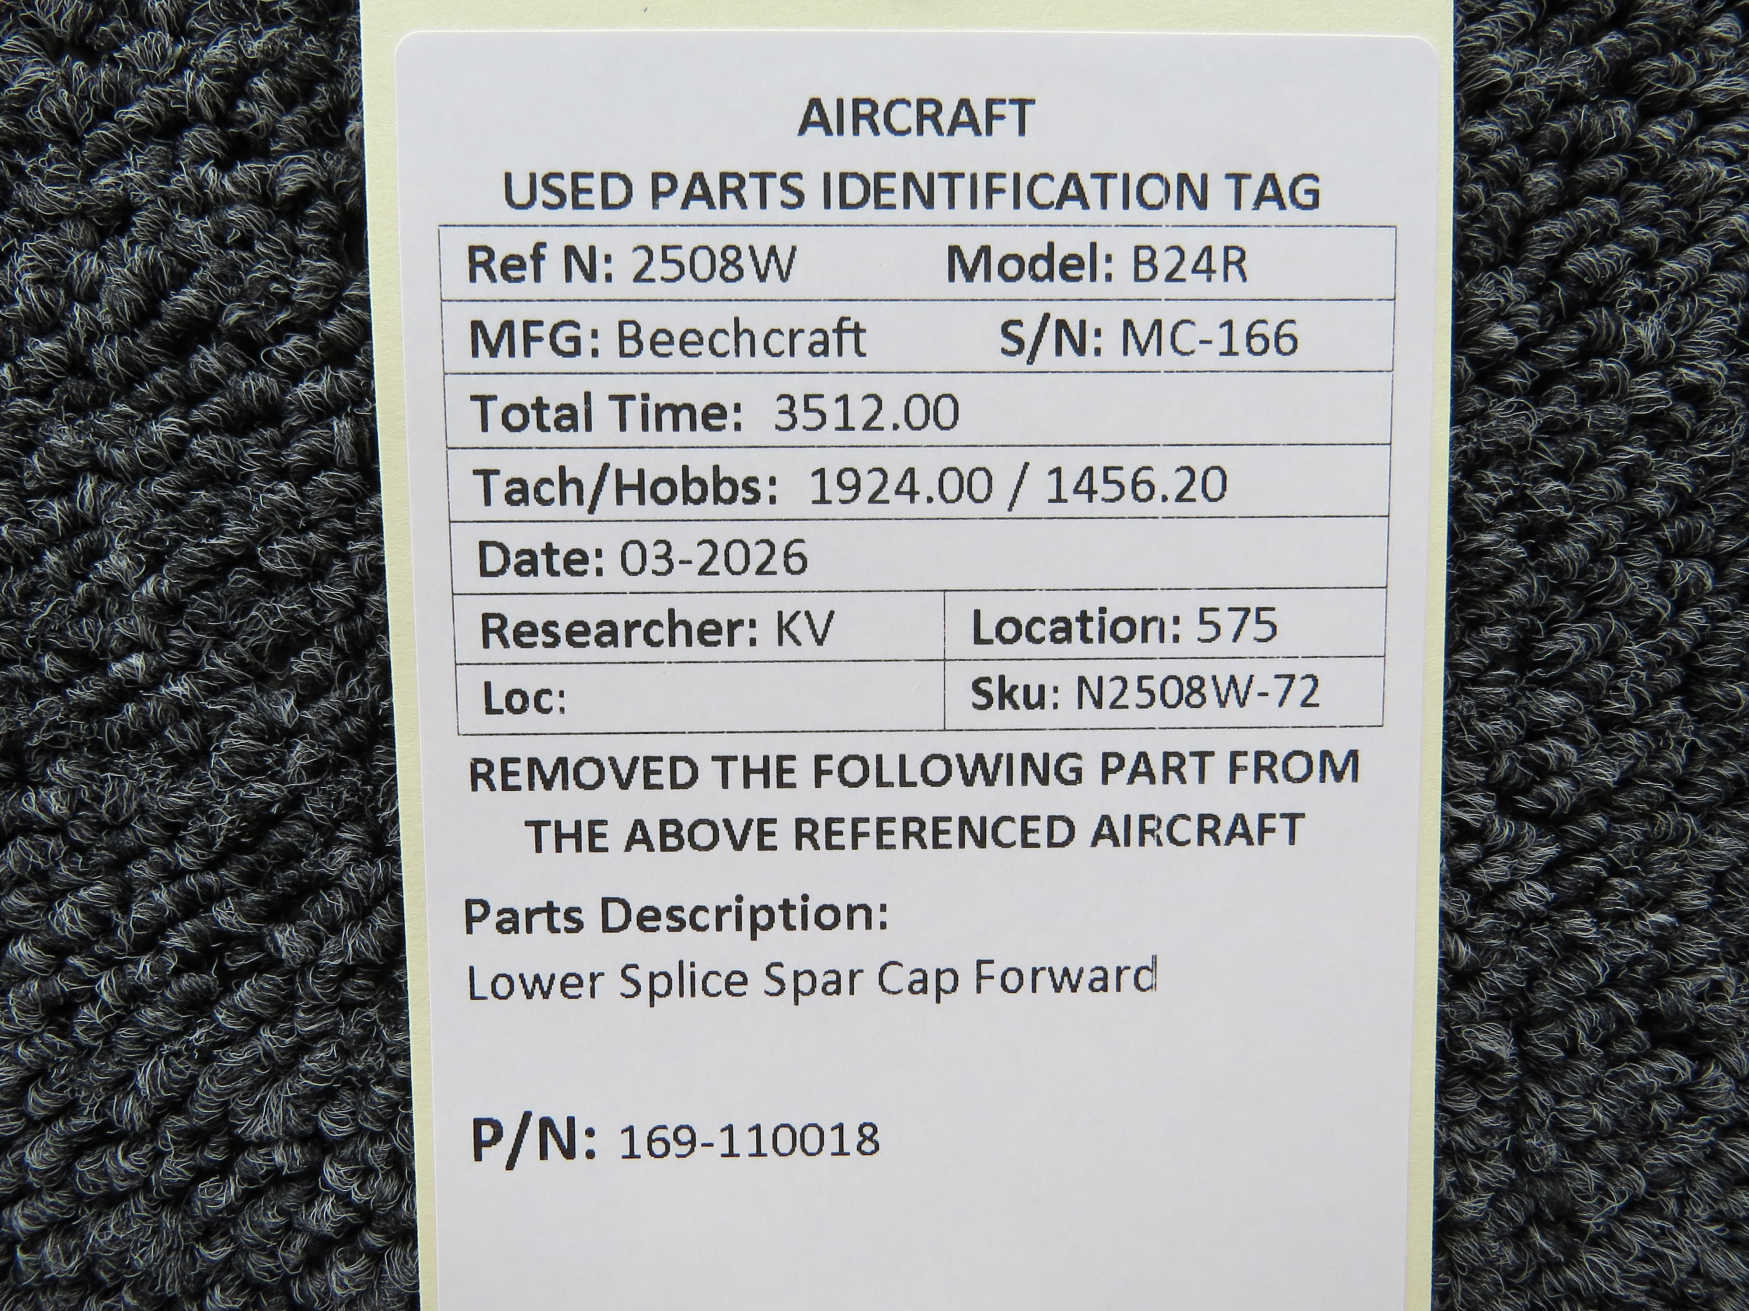 AIRCRAFT
USED PARTS IDENTIFICATION TAG
Ref N: 2508W Model: B24R
MFG: Beechcraft S/N: MC-166
Total Time: 3512.00
Tach/Hobbs: 1924.00 / 1456.20
Date: 03-2026
Researcher: KV Location: 575
Loc: Sku: N2508W-72
REMOVED THE FOLLOWING PART FROM
THE ABOVE REFERENCED AIRCRAFT
Parts Description:
Lower Splice Spar Cap Forward
P/N: 169-110018